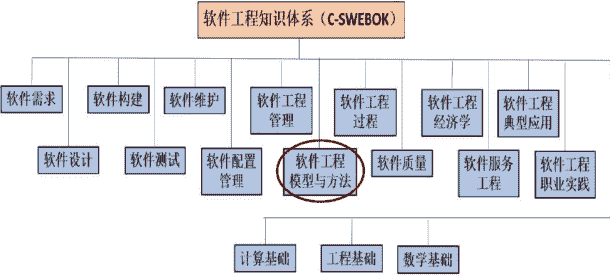 软件工程知识体系（C-SWEBOK）
软件需求
软件构建
软件维护
软件工程
管理
软件工程
过程
软件工程
经济学
软件工程
典型应用
软件设计
软件测试
软件配置
管理
软件工程
模型与方法
软件质量
软件服务
工程
软件工程
职业实践
计算基础
工程基础
数学基础